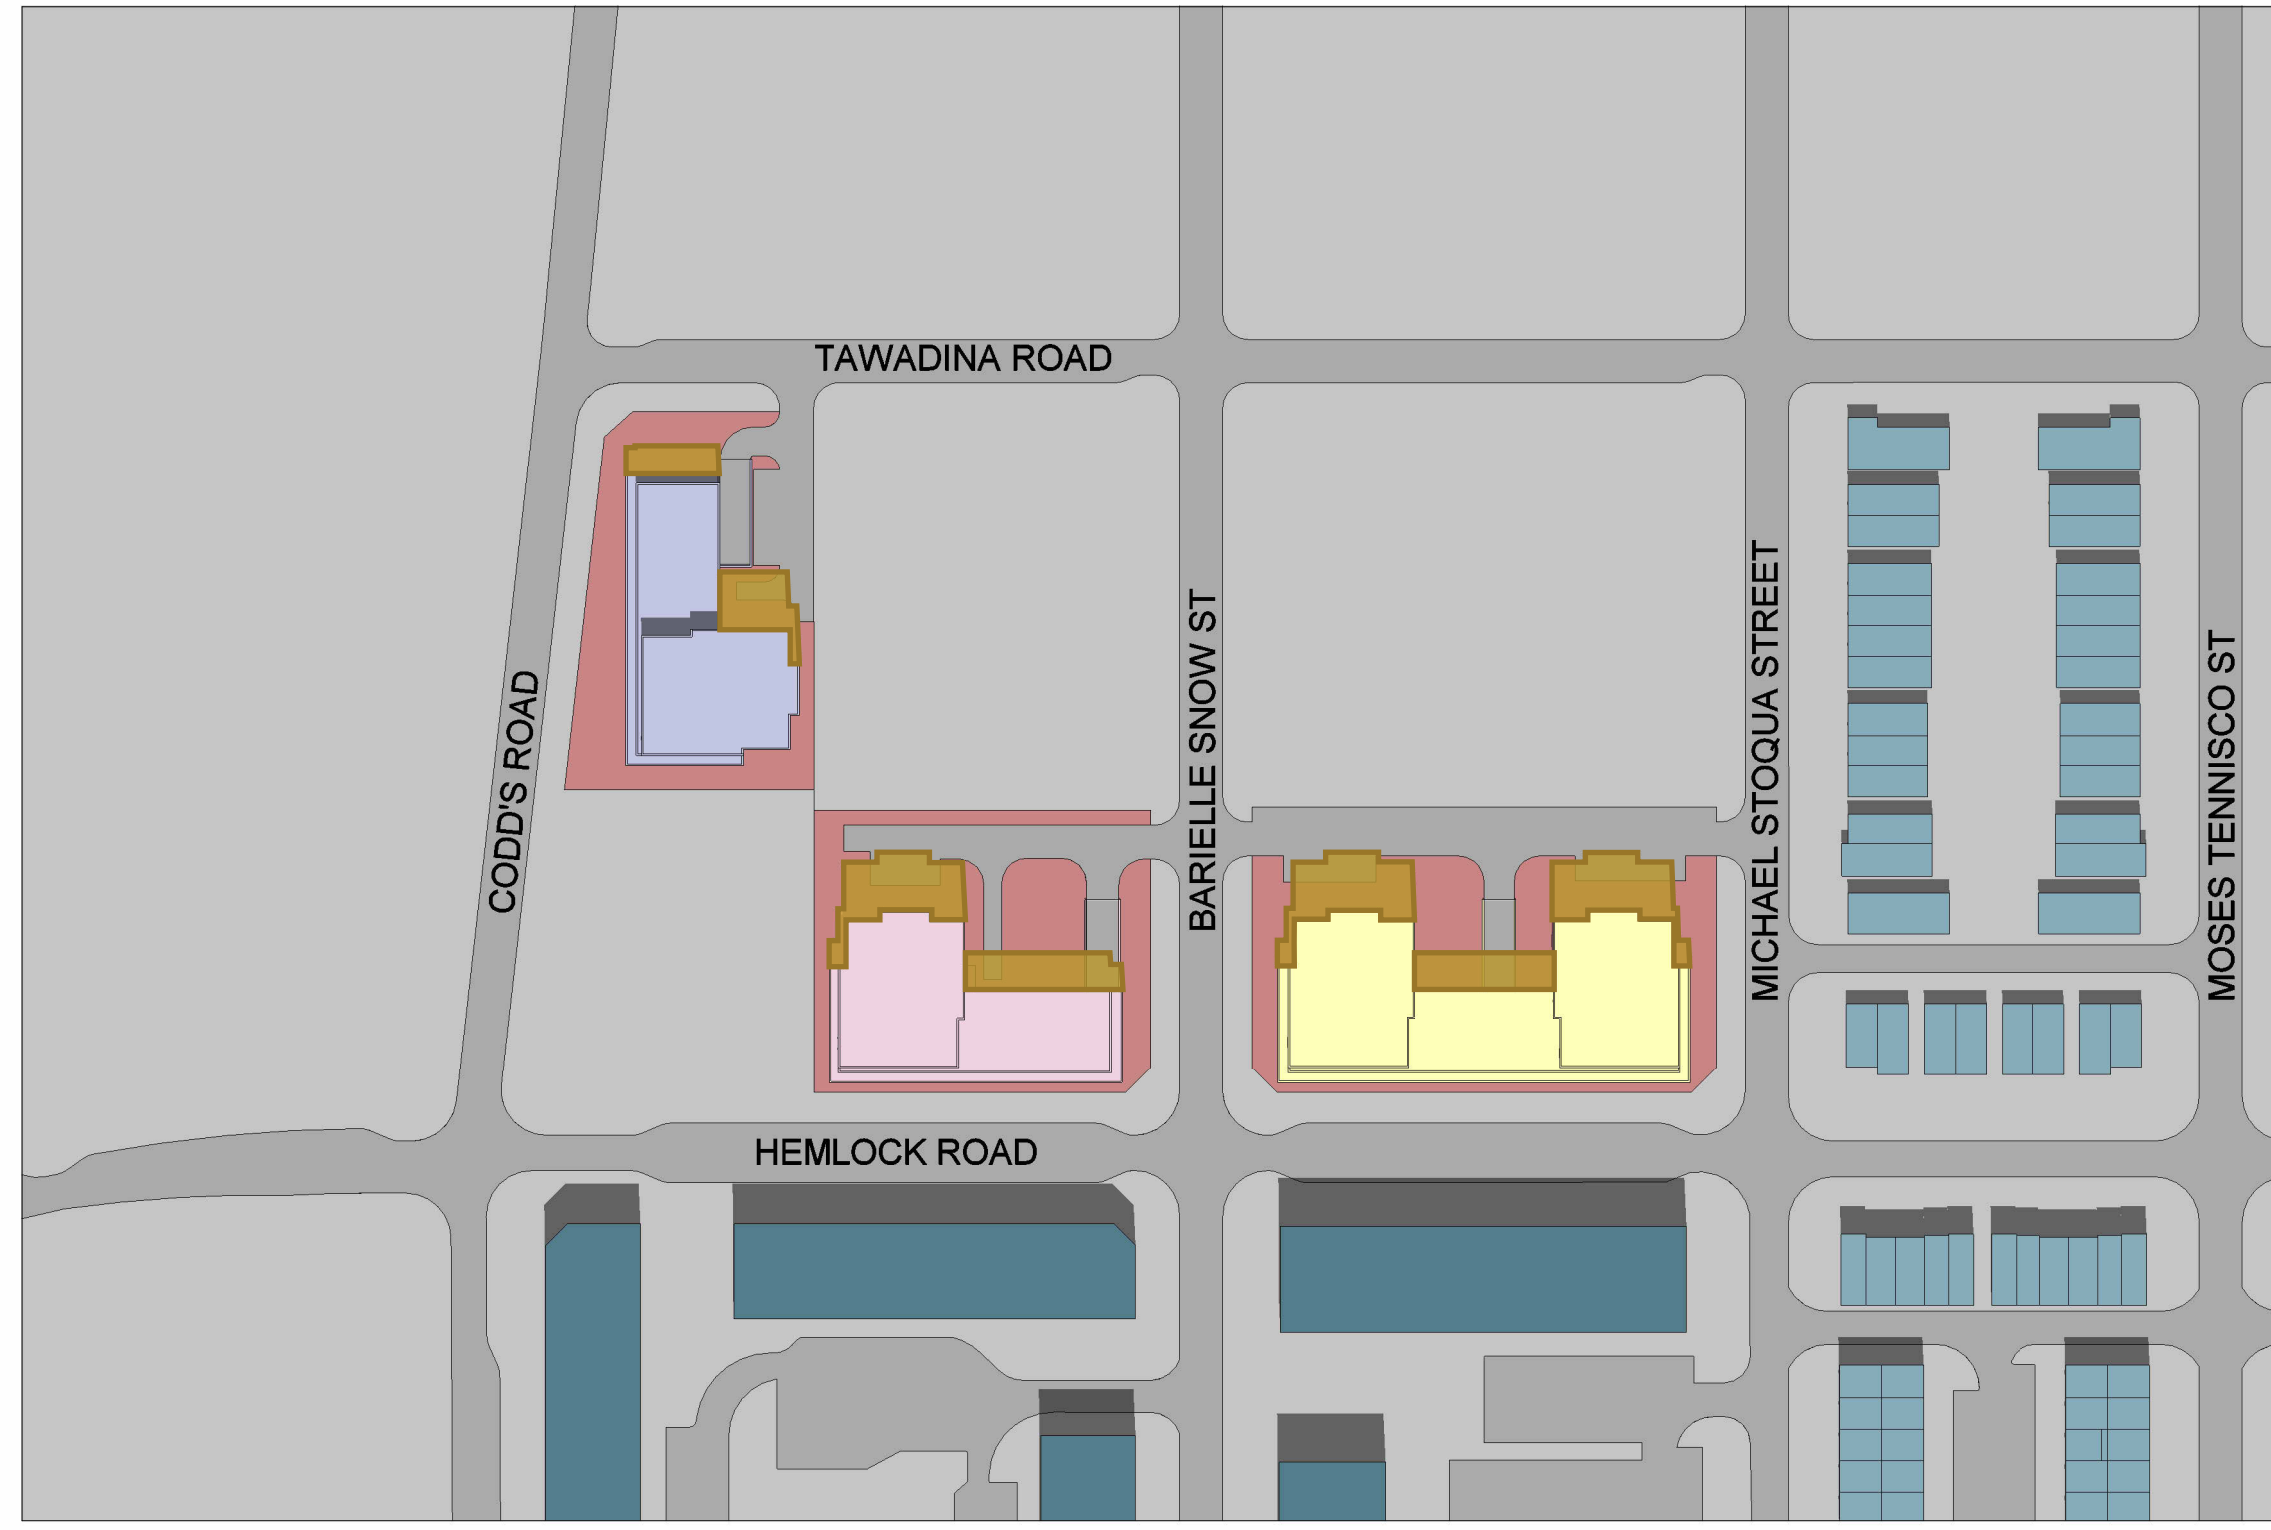 TAWADINA ROAD
CODD'S ROAD
BARIELLE SNOW ST
MICHAEL STOQUA STREET
MOSES TENNISCO ST
HEMLOCK ROAD